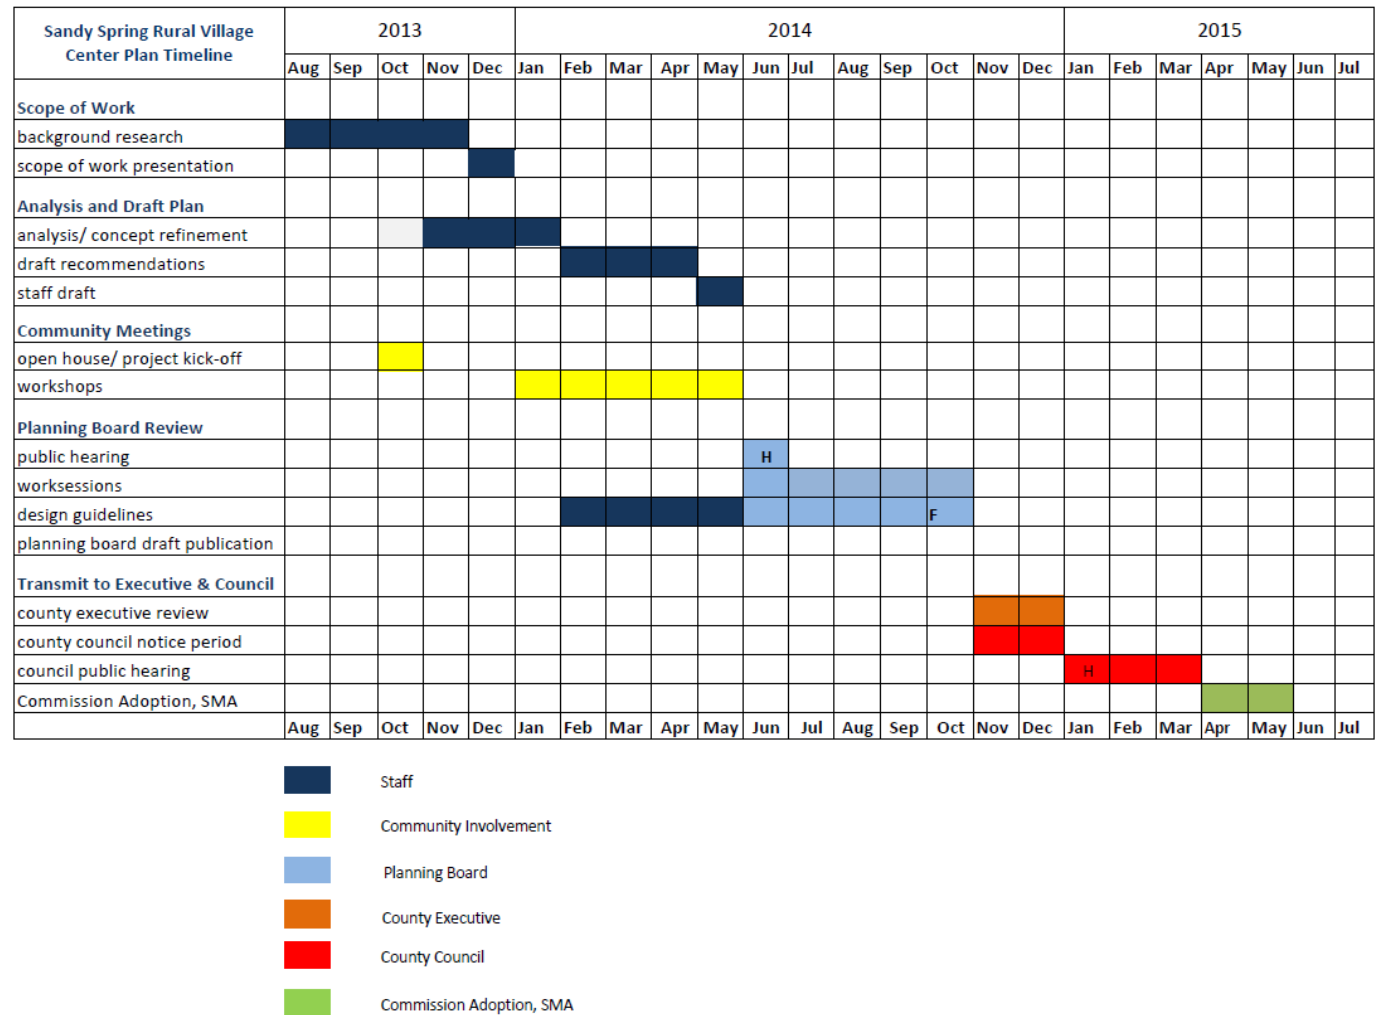 Sandy Spring Rural Village
Center Plan Timeline
2013 2014 2015
Aug Sep Oct Nov Dec Jan Feb Mar Apr May Jun Jul Aug Sep Oct Nov Dec Jan Feb Mar Apr May Jun Jul
Scope of Work
background research
scope of work presentation
Analysis and Draft Plan
analysis/ concept refinement
draft recommendations
staff draft
Community Meetings
open house/ project kick-off
workshops
Planning Board Review
public hearing H
worksessions
design guidelines F
planning board draft publication
Transmit to Executive & Council
county executive review
county council notice period
council public hearing H
Commission Adoption, SMA
Aug Sep Oct Nov Dec Jan Feb Mar Apr May Jun Jul Aug Sep Oct Nov Dec Jan Feb Mar Apr May Jun Jul
Staff
Community Involvement
Planning Board
County Executive
County Council
Commission Adoption, SMA